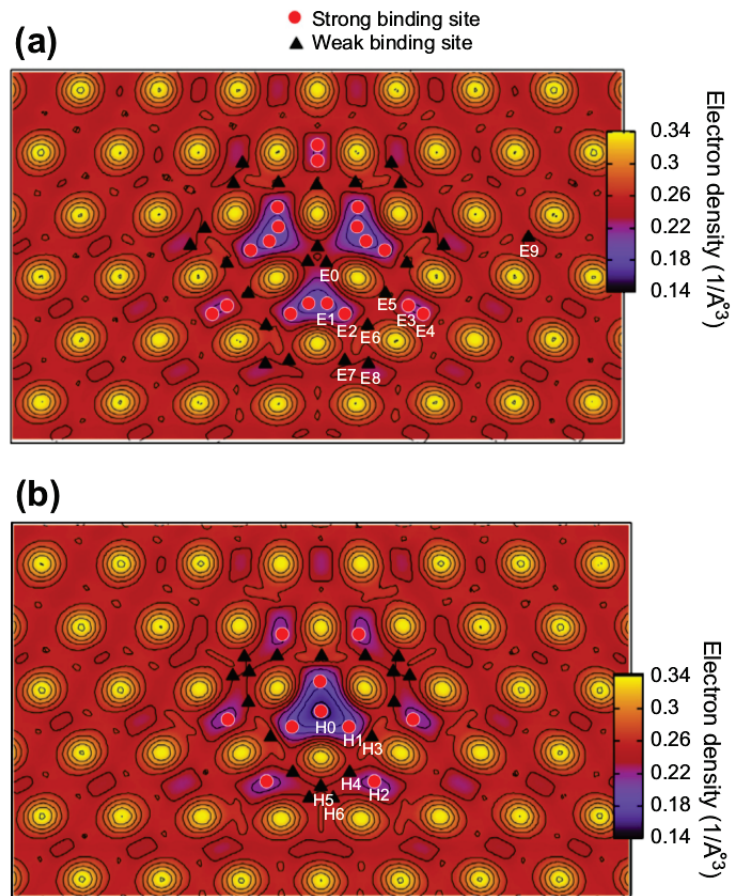 Strong binding site
Weak binding site
(a)
Electron density (1/Å³)
0.34
0.3
0.26
0.22
0.18
0.14
E9
E0
E5
E1
E3
E2
E4
E6
E7
E8
(b)
Electron density (1/Å³)
0.34
0.3
0.26
0.22
0.18
0.14
H0
H1
H3
H4
H2
H5
H6